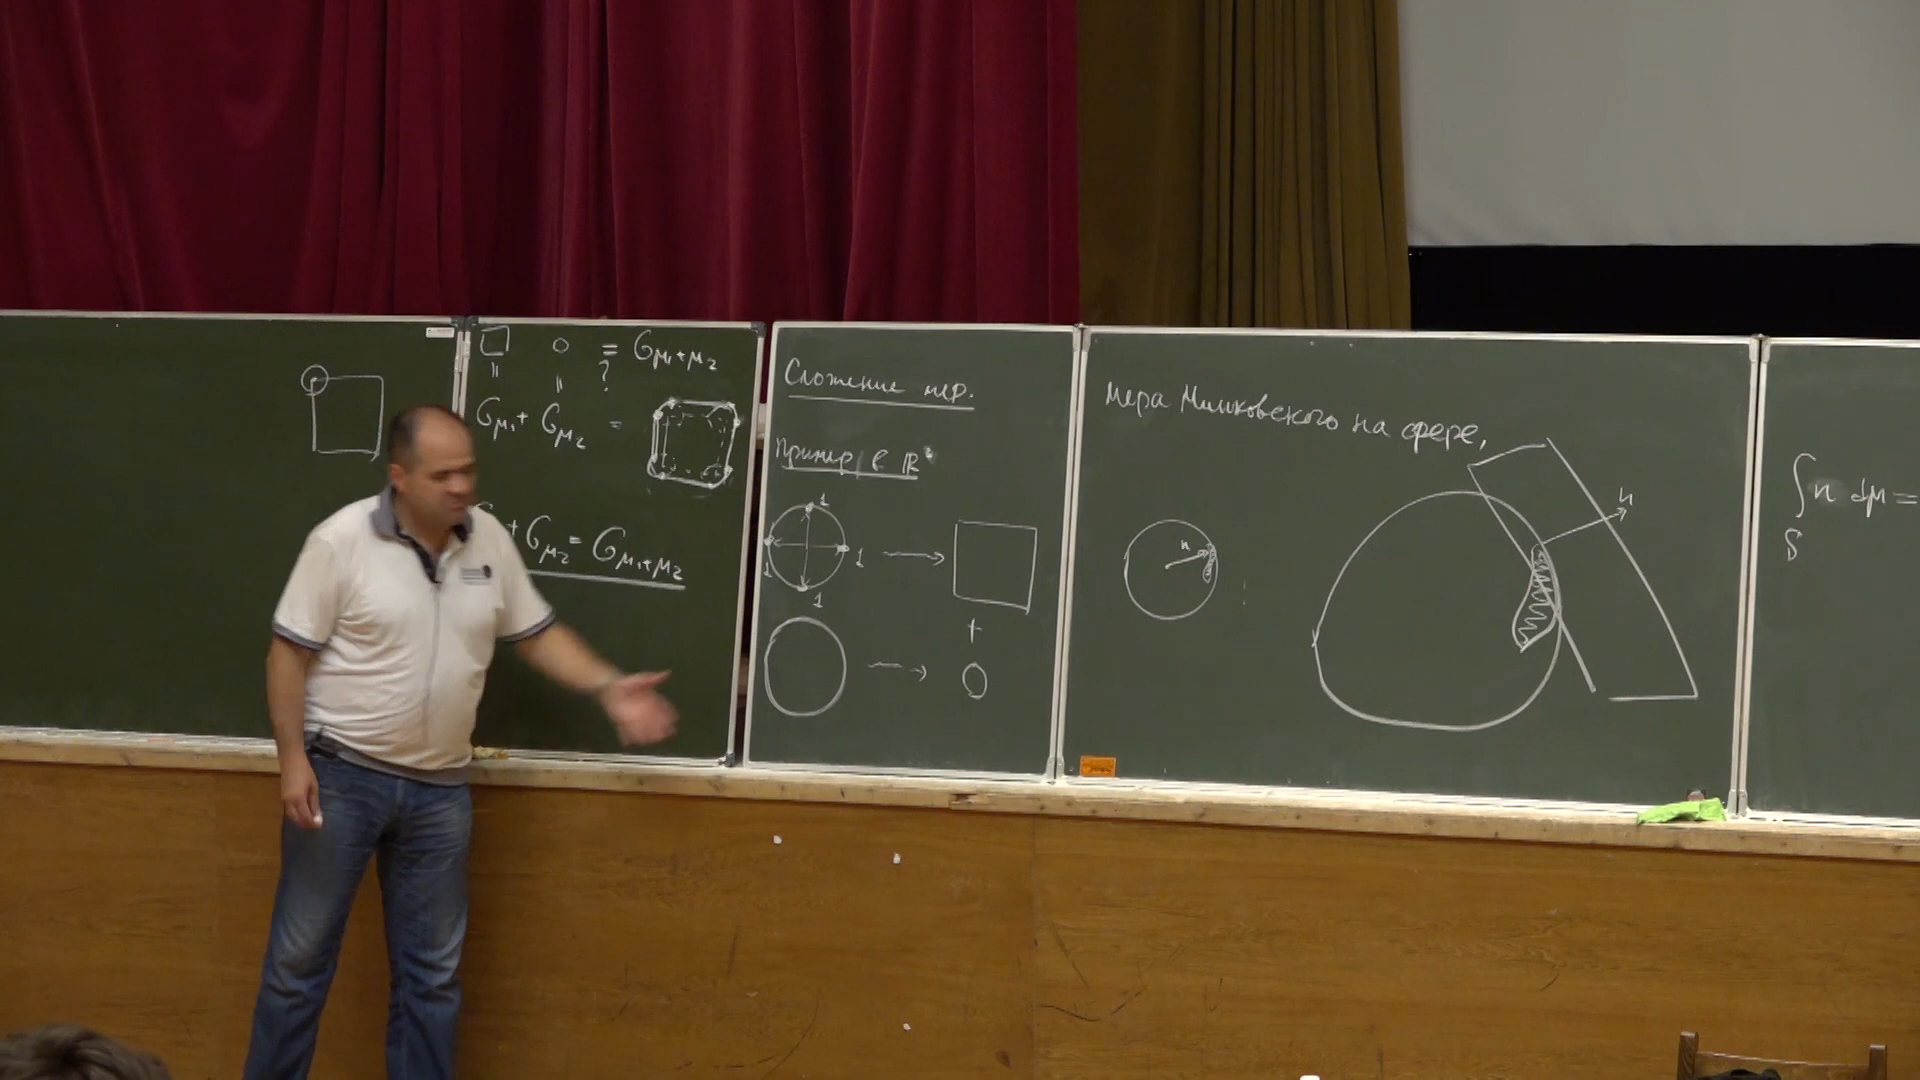 = G_{μ1+μ2}
?
G_{μ1} + G_{μ2} =
+ G_{μ2} = G_{μ1+μ2}
Сложение мер.
Пример в ℝ²
1
1
1
1
+
Мера Минковского на сфере,
n
n
∫ n dμ =
S